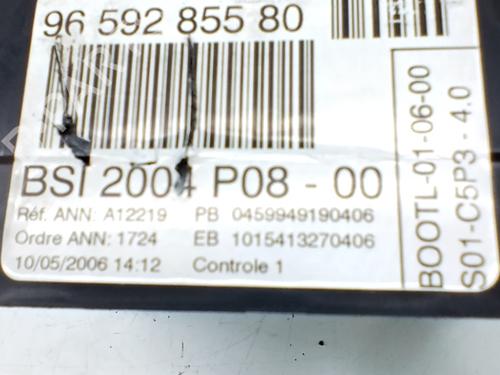 96 592 855 80
BSI 2004 P08 - 00
Réf. ANN: A12219 PB 0459949190406
Ordre ANN: 1724 EB 1015413270406
10/05/2006 14:12 Controle 1
BOOTL-01-06-00
S01-C5P3 - 4.0